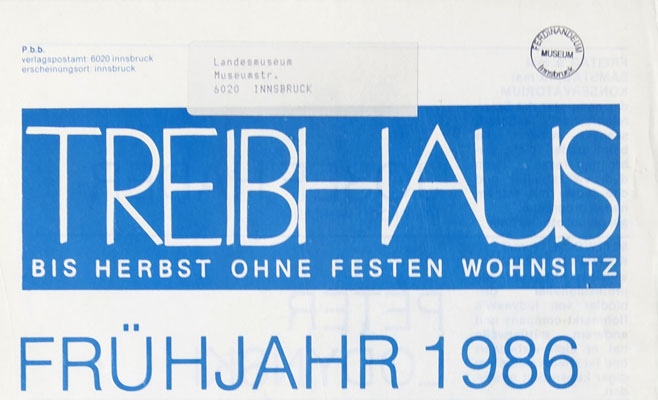 P.b.b.
verlagspostamt: 6020 innsbruck
erscheinungsort: innsbruck
Landesmuseum
Museumstr.
6020 INNSBRUCK
FERDINANDEUM
MUSEUM
Innsbruck
TREIBHAUS
BIS HERBST OHNE FESTEN WOHNSITZ
FRÜHJAHR 1986